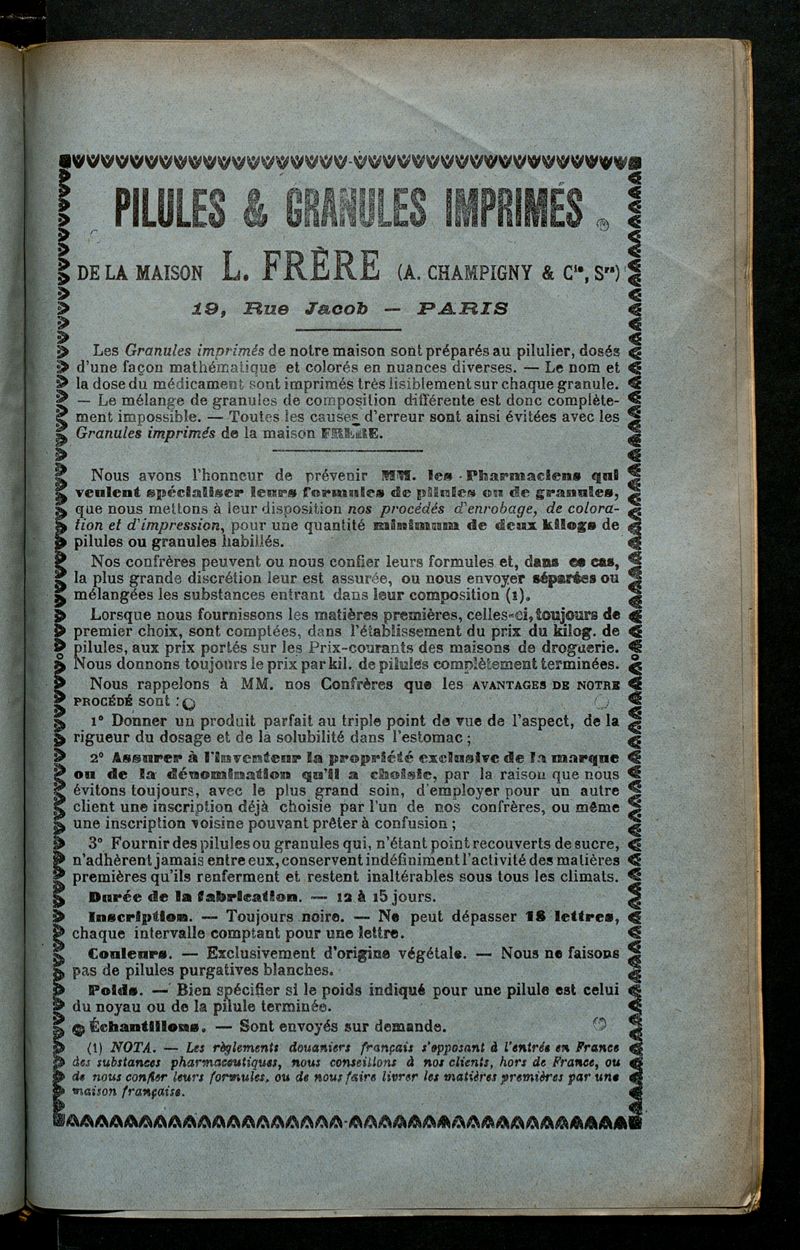 PILULES & GRANULES IMPRIMÉS
DE LA MAISON L. FRÈRE (A. CHAMPIGNY & Cie, Srs)
19, Rue Jacob — PARIS
Les Granules imprimés de notre maison sont préparés au pilulier, dosés
d'une façon mathématique et colorés en nuances diverses. — Le nom et
la dose du médicament sont imprimés très lisiblement sur chaque granule.
— Le mélange de granules de composition différente est donc complète-
ment impossible. — Toutes les causes d'erreur sont ainsi évitées avec les
Granules imprimés de la maison FRÈRE.
Nous avons l'honneur de prévenir MM. les Pharmaciens qui
veulent spécialiser leurs formules de pilules ou de granules,
que nous mettons à leur disposition nos procédés d'enrobage, de colora-
tion et d'impression, pour une quantité minimum de deux kilogs de
pilules ou granules habillés.
Nos confrères peuvent ou nous confier leurs formules et, dans ce cas,
la plus grande discrétion leur est assurée, ou nous envoyer séparées ou
mélangées les substances entrant dans leur composition (1).
Lorsque nous fournissons les matières premières, celles-ci, toujours de
premier choix, sont comptées, dans l'établissement du prix du kilog. de
pilules, aux prix portés sur les Prix-courants des maisons de droguerie.
Nous donnons toujours le prix par kil. de pilules complètement terminées.
Nous rappelons à MM. nos Confrères que les AVANTAGES DE NOTRE
PROCÉDÉ sont :
1° Donner un produit parfait au triple point de vue de l'aspect, de la
rigueur du dosage et de la solubilité dans l'estomac ;
2° Assurer à l'inventeur la propriété exclusive de la marque
ou de la dénomination qu'il a choisie, par la raison que nous
évitons toujours, avec le plus grand soin, d'employer pour un autre
client une inscription déjà choisie par l'un de nos confrères, ou même
une inscription voisine pouvant prêter à confusion ;
3° Fournir des pilules ou granules qui, n'étant point recouverts de sucre,
n'adhèrent jamais entre eux, conservent indéfiniment l'activité des matières
premières qu'ils renferment et restent inaltérables sous tous les climats.
Durée de la fabrication. — 12 à 15 jours.
Inscription. — Toujours noire. — Ne peut dépasser 18 lettres,
chaque intervalle comptant pour une lettre.
Couleurs. — Exclusivement d'origine végétale. — Nous ne faisons
pas de pilules purgatives blanches.
Poids. — Bien spécifier si le poids indiqué pour une pilule est celui
du noyau ou de la pilule terminée.
Échantillons. — Sont envoyés sur demande.
(1) NOTA. — Les règlements douaniers français s'opposant à l'entrée en France
des substances pharmaceutiques, nous conseillons à nos clients, hors de France, ou
de nous confier leurs formules, ou de nous faire livrer les matières premières par une
maison française.